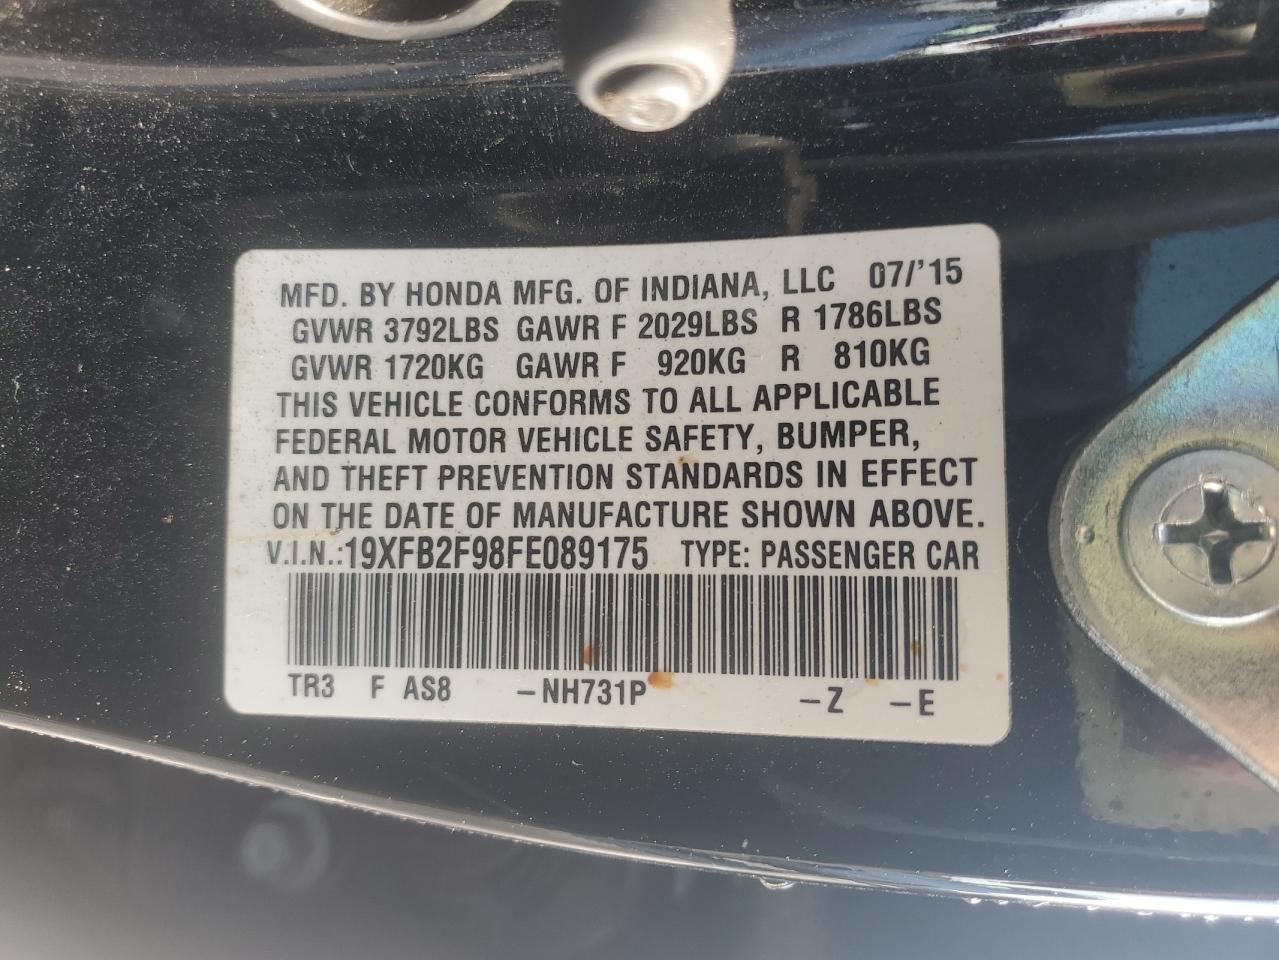 MFD. BY HONDA MFG. OF INDIANA, LLC 07/'15
GVWR 3792LBS GAWR F 2029LBS R 1786LBS
GVWR 1720KG GAWR F 920KG R 810KG
THIS VEHICLE CONFORMS TO ALL APPLICABLE
FEDERAL MOTOR VEHICLE SAFETY, BUMPER,
AND THEFT PREVENTION STANDARDS IN EFFECT
ON THE DATE OF MANUFACTURE SHOWN ABOVE.
V.I.N.:19XFB2F98FE089175 TYPE: PASSENGER CAR
TR3 F AS8 –NH731P –Z –E